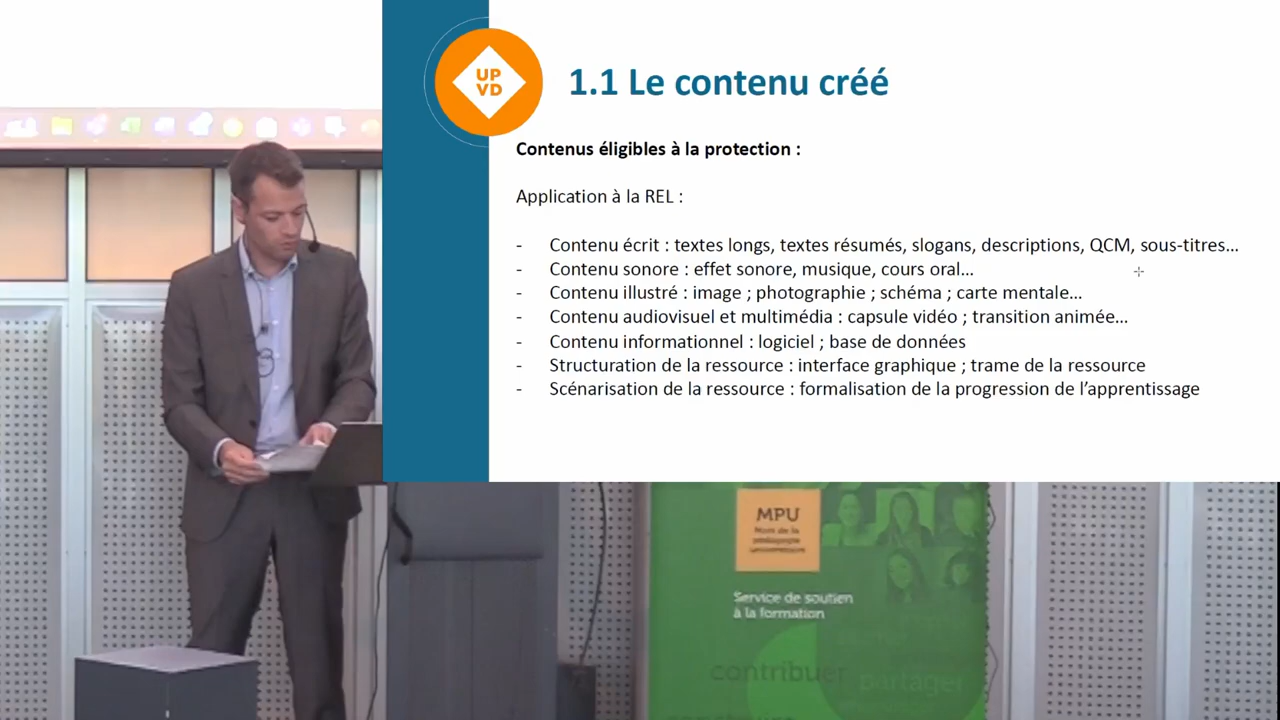 UP
VD
1.1 Le contenu créé
Contenus éligibles à la protection :
Application à la REL :
- Contenu écrit : textes longs, textes résumés, slogans, descriptions, QCM, sous-titres…
- Contenu sonore : effet sonore, musique, cours oral…
- Contenu illustré : image ; photographie ; schéma ; carte mentale…
- Contenu audiovisuel et multimédia : capsule vidéo ; transition animée…
- Contenu informationnel : logiciel ; base de données
- Structuration de la ressource : interface graphique ; trame de la ressource
- Scénarisation de la ressource : formalisation de la progression de l’apprentissage
MPU
de la
pédagogie
universitaire
Service de soutien
à la formation
contribuer
partager